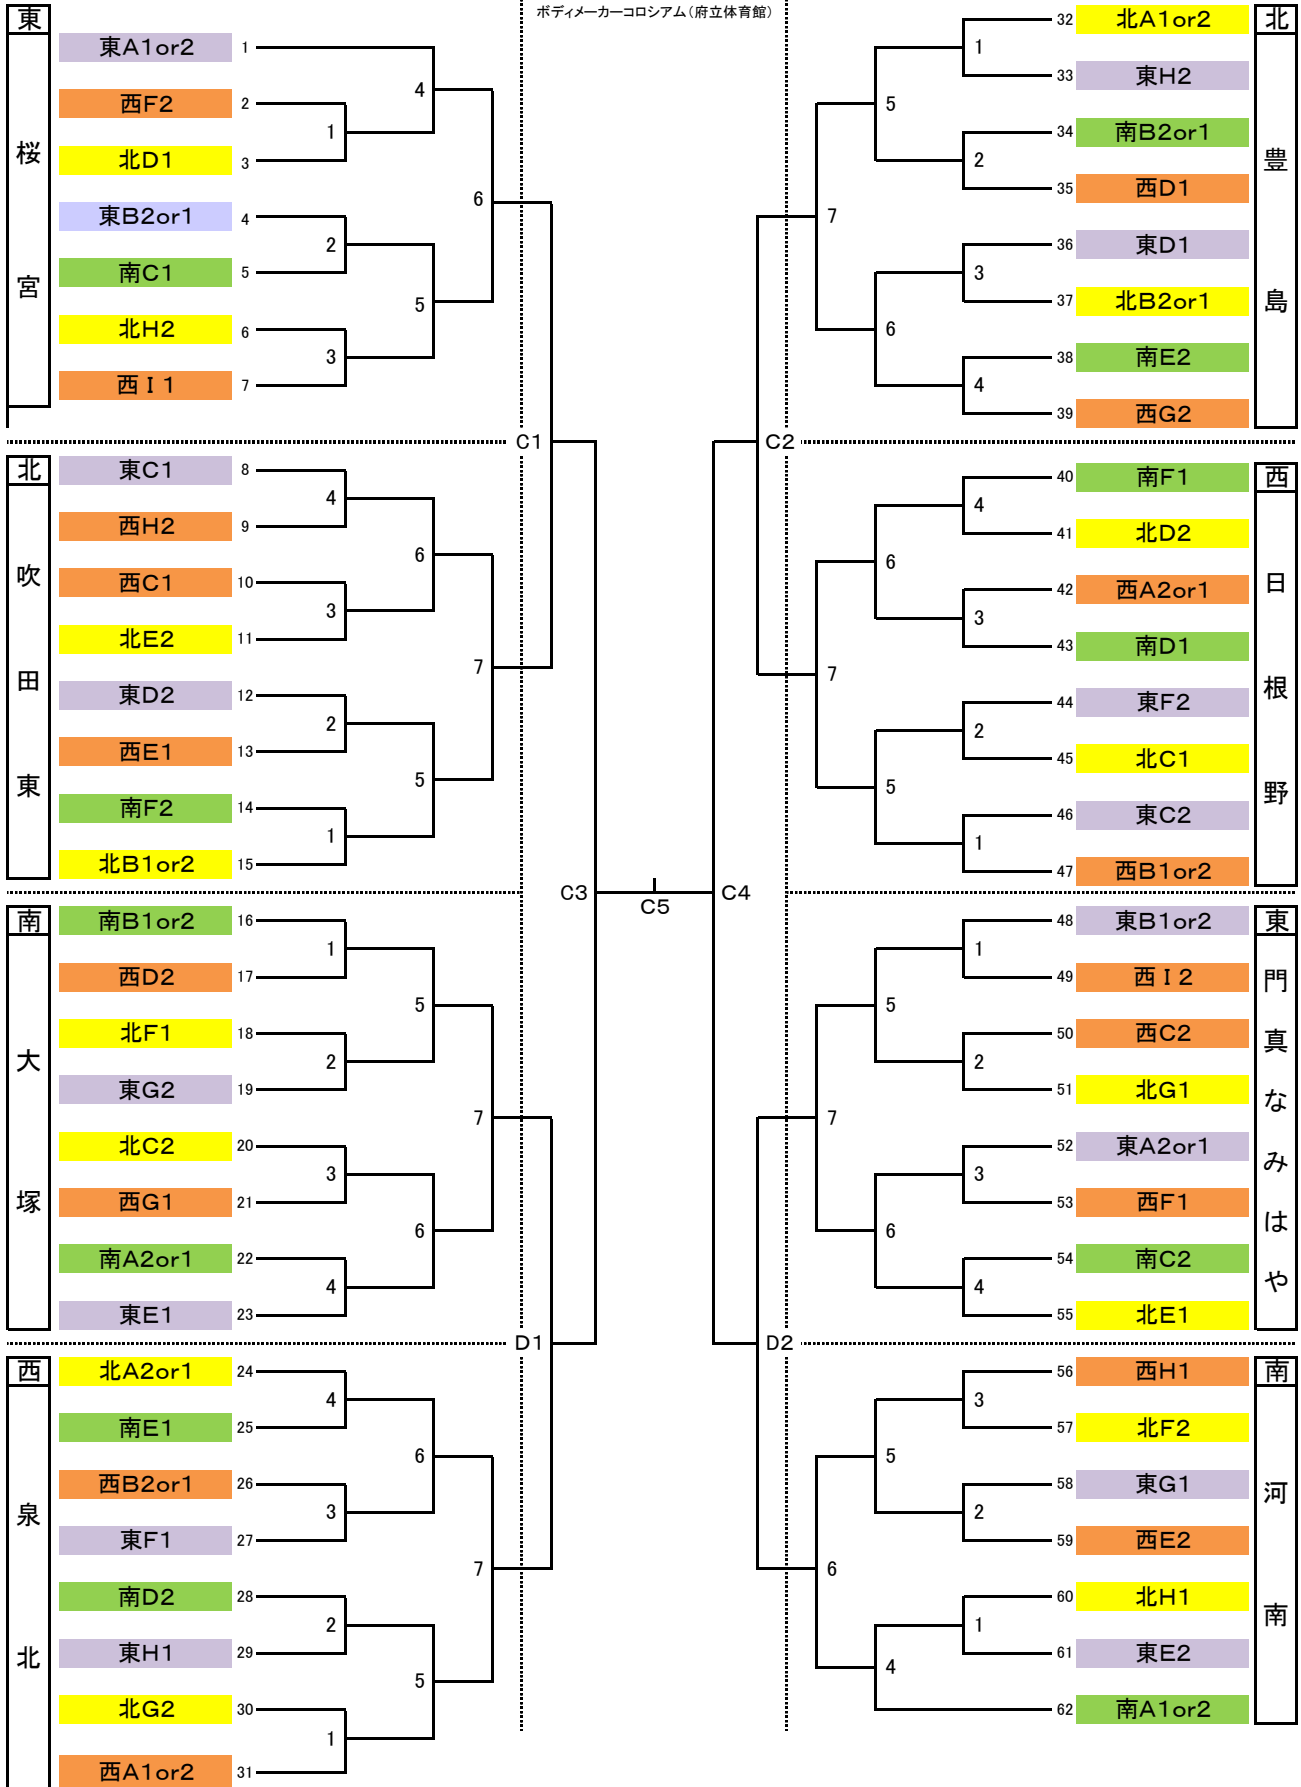 ボディメーカーコロシアム(府立体育館)
東
桜
宮
東A1or2 1
西F2 2
北D1 3
東B2or1 4
南C1 5
北H2 6
西I1 7
1
2
3
4
5
6
北
吹
田
東
東C1 8
西H2 9
西C1 10
北E2 11
東D2 12
西E1 13
南F2 14
北B1or2 15
4
3
2
1
6
5
7
C1
南
大
塚
南B1or2 16
西D2 17
北F1 18
東G2 19
北C2 20
西G1 21
南A2or1 22
東E1 23
1
2
3
4
5
6
7
西
泉
北
北A2or1 24
南E1 25
西B2or1 26
東F1 27
南D2 28
東H1 29
北G2 30
西A1or2 31
4
3
2
1
6
5
7
D1
C3
C5
C4
北
豊
島
32 北A1or2
33 東H2
34 南B2or1
35 西D1
36 東D1
37 北B2or1
38 南E2
39 西G2
1
2
3
4
5
6
7
C2
西
日
根
野
40 南F1
41 北D2
42 西A2or1
43 南D1
44 東F2
45 北C1
46 東C2
47 西B1or2
4
3
2
1
6
5
7
東
門
真
な
み
は
や
48 東B1or2
49 西I2
50 西C2
51 北G1
52 東A2or1
53 西F1
54 南C2
55 北E1
1
2
3
4
5
6
7
D2
南
河
南
56 西H1
57 北F2
58 東G1
59 西E2
60 北H1
61 東E2
62 南A1or2
3
2
1
5
4
6